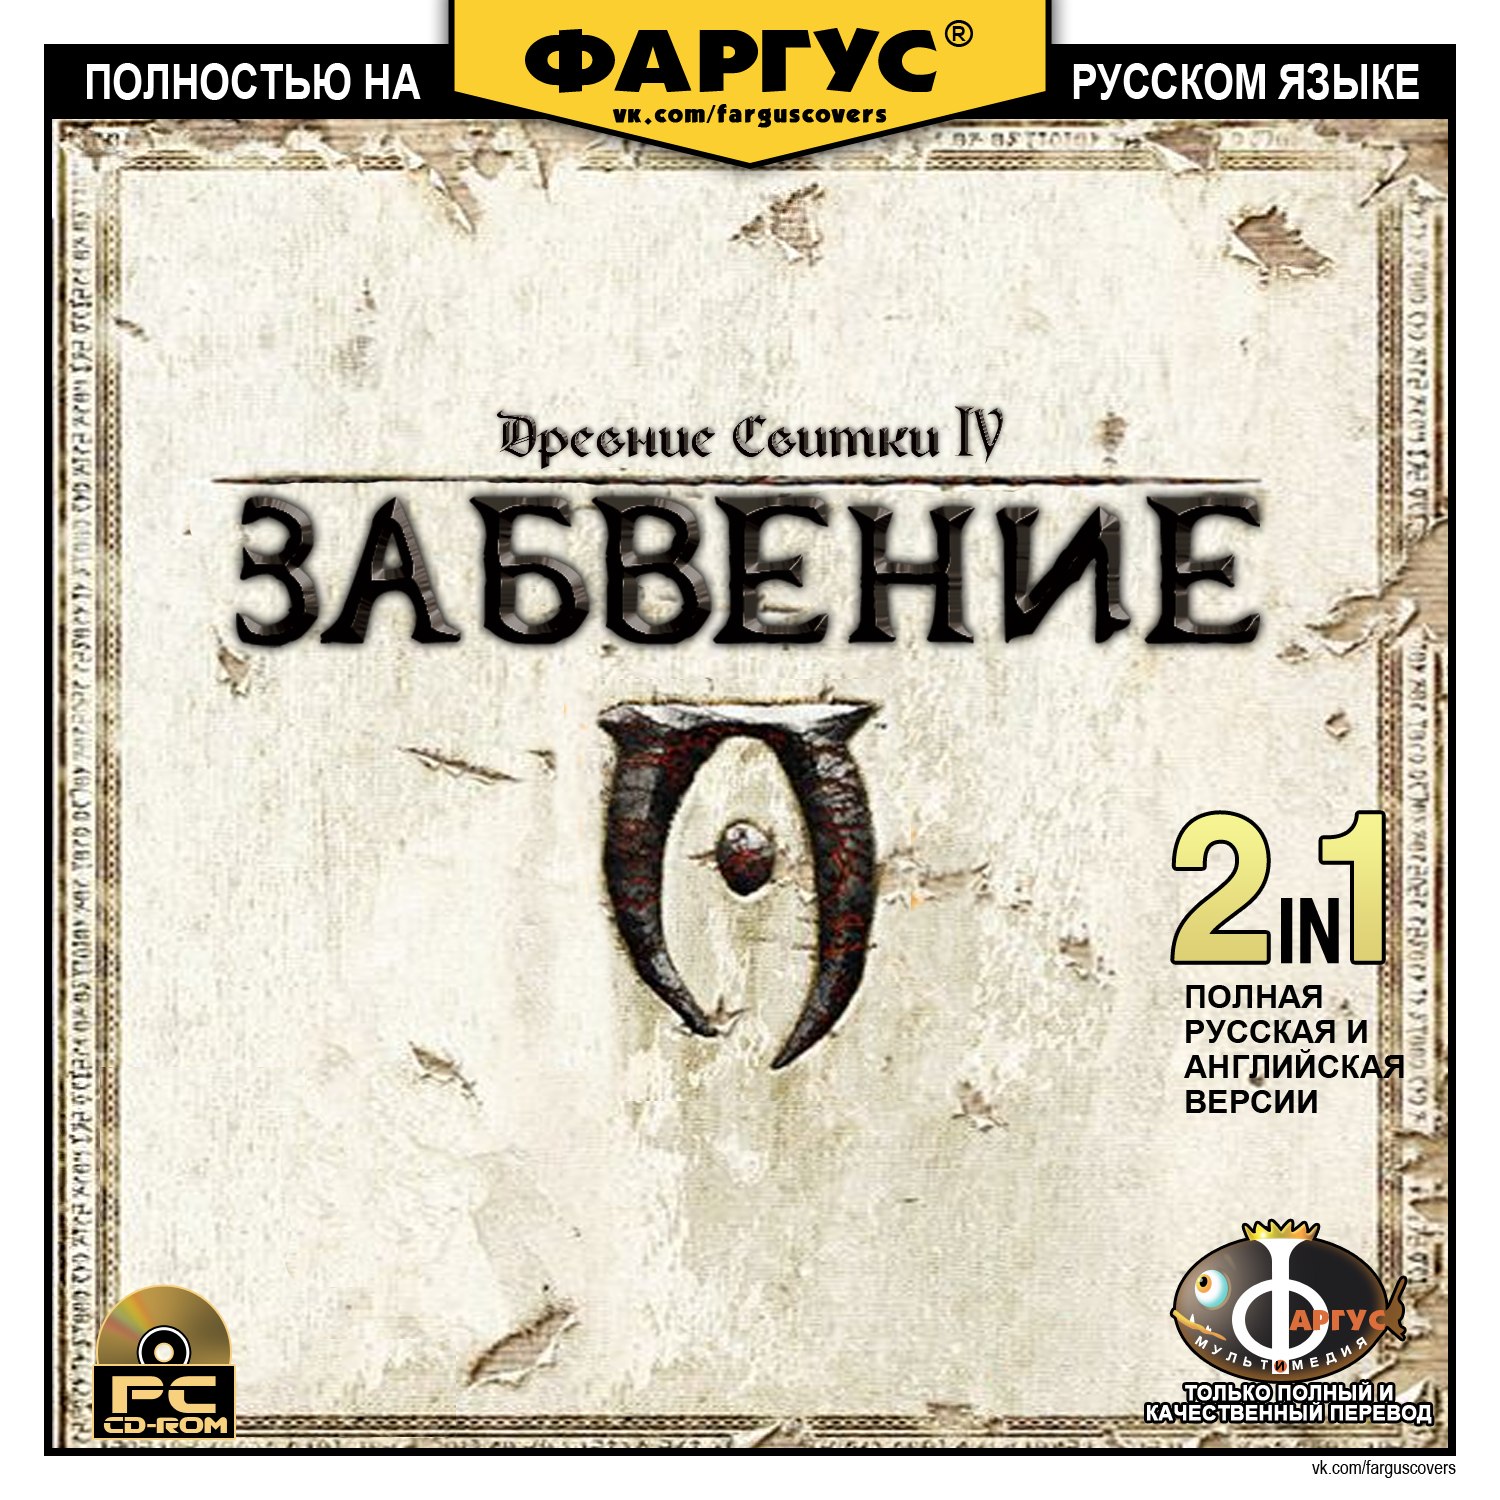 ПОЛНОСТЬЮ НА
ФАРГУС®
vk.com/farguscovers
РУССКОМ ЯЗЫКЕ
Древние Свитки IV
ЗАБВЕНИЕ
2IN1
ПОЛНАЯ
РУССКАЯ И
АНГЛИЙСКАЯ
ВЕРСИИ
PC
CD-ROM
ФАРГУС
МУЛЬТИМЕДИЯ
ТОЛЬКО ПОЛНЫЙ И
КАЧЕСТВЕННЫЙ ПЕРЕВОД
vk.com/farguscovers